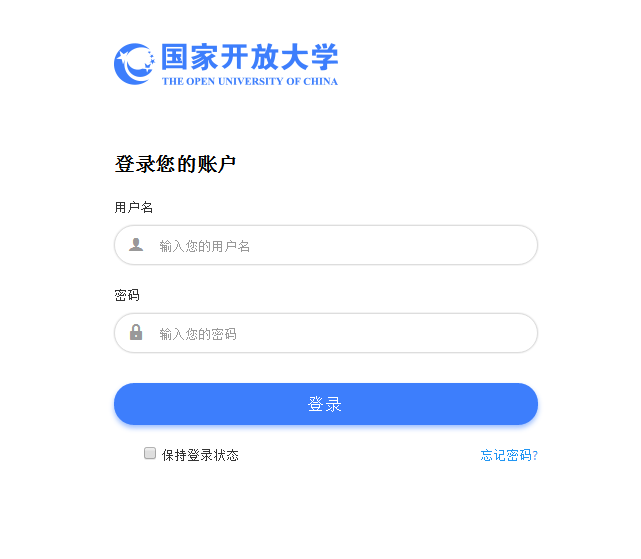 国家开放大学
THE OPEN UNIVERSITY OF CHINA
登录您的账户
用户名
输入您的用户名
密码
输入您的密码
登录
保持登录状态
忘记密码?